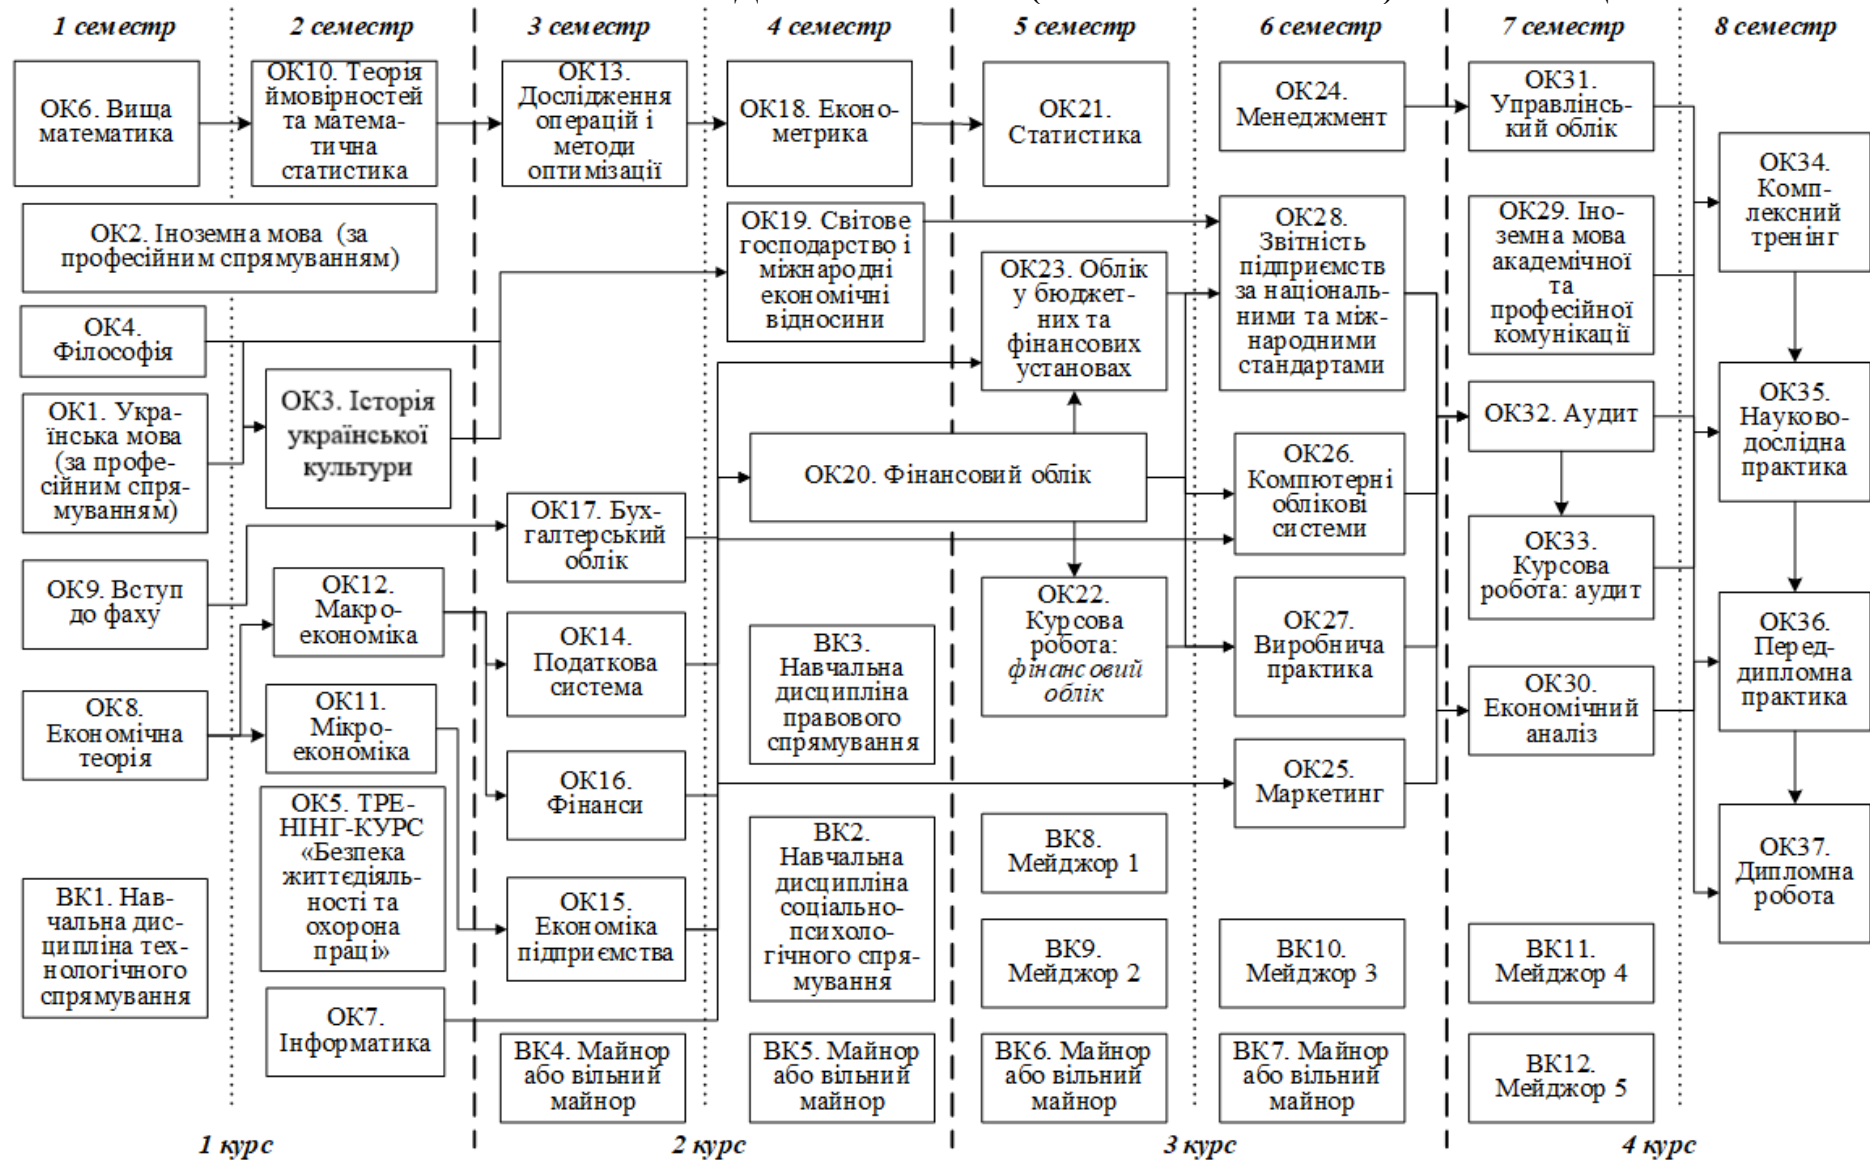 1 семестр
2 семестр
3 семестр
4 семестр
5 семестр
6 семестр
7 семестр
8 семестр
ОК6. Вища
математика
ОК2. Іноземна мова (за
професійним спрямуванням)
ОК4.
Філософія
ОК1. Укра-
їнська мова
(за профе-
сійним спря-
муванням)
ОК9. Вступ
до фаху
ОК8.
Економічна
теорія
ВК1. Нав-
чальна дис-
ципліна тех-
нологічного
спрямування
ОК10. Теорія
ймовірностей
та матема-
тична
статистика
ОК3. Історія
української
культури
ОК12.
Макро-
економіка
ОК11.
Мікро-
економіка
ОК5. ТРЕ-
НІНГ-КУРС
«Безпека
життєдіяль-
ності та
охорона
праці»
ОК7.
Інформатика
ОК13.
Дослідження
операцій і
методи
оптимізації
ОК17. Бух-
галтерський
облік
ОК14.
Податкова
система
ОК16.
Фінанси
ОК15.
Економіка
підприємства
ВК4. Майнор
або вільний
майнор
ОК18. Еконо-
метрика
ОК19. Світове
господарство і
міжнародні
економічні
відносини
ОК20. Фінансовий облік
ВК3.
Навчальна
дисципліна
правового
спрямування
ВК2.
Навчальна
дисципліна
соціально-
психоло-
гічного спря-
мування
ВК5. Майнор
або вільний
майнор
ОК21.
Статистика
ОК23. Облік
у бюджет-
них та
фінансових
установах
ОК22.
Курсова
робота:
фінансовий
облік
ВК8.
Мейджор 1
ВК9.
Мейджор 2
ВК6. Майнор
або вільний
майнор
ОК24.
Менеджмент
ОК28.
Звітність
підприємств
за національ-
ними та між-
народними
стандартами
ОК26.
Компютерні
облікові
системи
ОК27.
Виробнича
практика
ОК25.
Маркетинг
ВК10.
Мейджор 3
ВК7. Майнор
або вільний
майнор
ОК31.
Управлінсь-
кий облік
ОК29. Іно-
земна мова
академічної
та
професійної
комунікації
ОК32. Аудит
ОК33.
Курсова
робота: аудит
ОК30.
Економічний
аналіз
ВК11.
Мейджор 4
ВК12.
Мейджор 5
ОК34.
Комп-
лексний
тренінг
ОК35.
Науково-
дослідна
практика
ОК36.
Перед-
дипломна
практика
ОК37.
Дипломна
робота
1 курс
2 курс
3 курс
4 курс